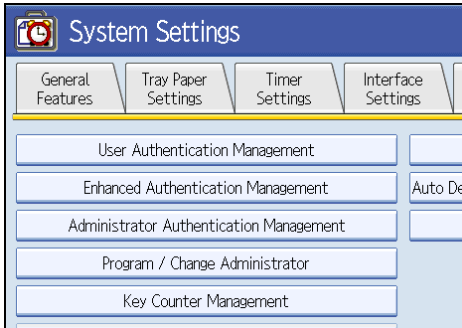 System Settings
General
Features
Tray Paper
Settings
Timer
Settings
Interface
Settings
User Authentication Management
Enhanced Authentication Management
Auto De
Administrator Authentication Management
Program / Change Administrator
Key Counter Management